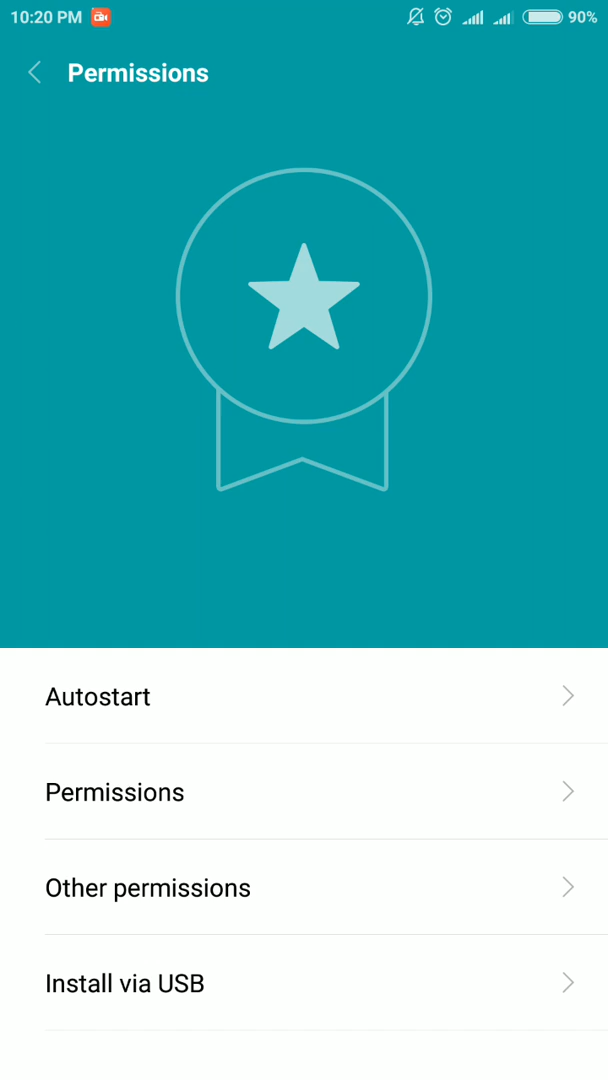 10:20 PM 90%
Permissions
Autostart
Permissions
Other permissions
Install via USB